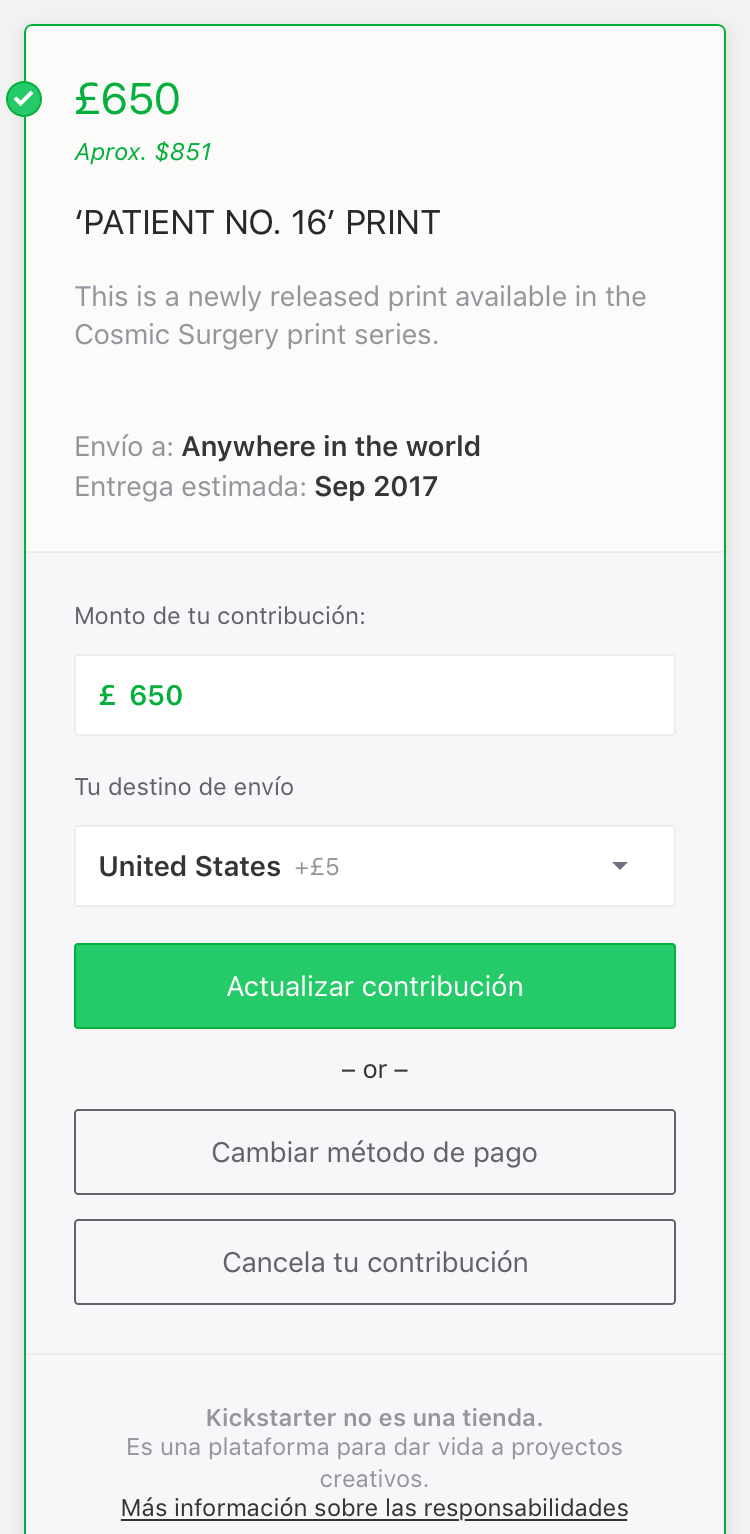 £650
Aprox. $851
‘PATIENT NO. 16’ PRINT
This is a newly released print available in the
Cosmic Surgery print series.
Envío a: Anywhere in the world
Entrega estimada: Sep 2017
Monto de tu contribución:
£ 650
Tu destino de envío
United States +£5
Actualizar contribución
– or –
Cambiar método de pago
Cancela tu contribución
Kickstarter no es una tienda.
Es una plataforma para dar vida a proyectos
creativos.
Más información sobre las responsabilidades